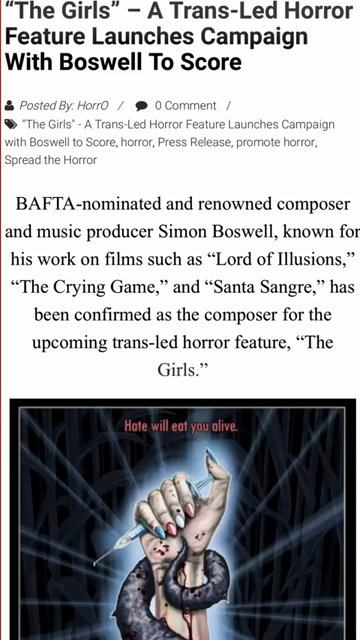 “The Girls” – A Trans-Led Horror
Feature Launches Campaign
With Boswell To Score
Posted By: HorrO / 0 Comment /
"The Girls" - A Trans-Led Horror Feature Launches Campaign
with Boswell to Score, horror, Press Release, promote horror,
Spread the Horror
BAFTA-nominated and renowned composer
and music producer Simon Boswell, known for
his work on films such as “Lord of Illusions,”
“The Crying Game,” and “Santa Sangre,” has
been confirmed as the composer for the
upcoming trans-led horror feature, “The
Girls.”
Hate will eat you alive.